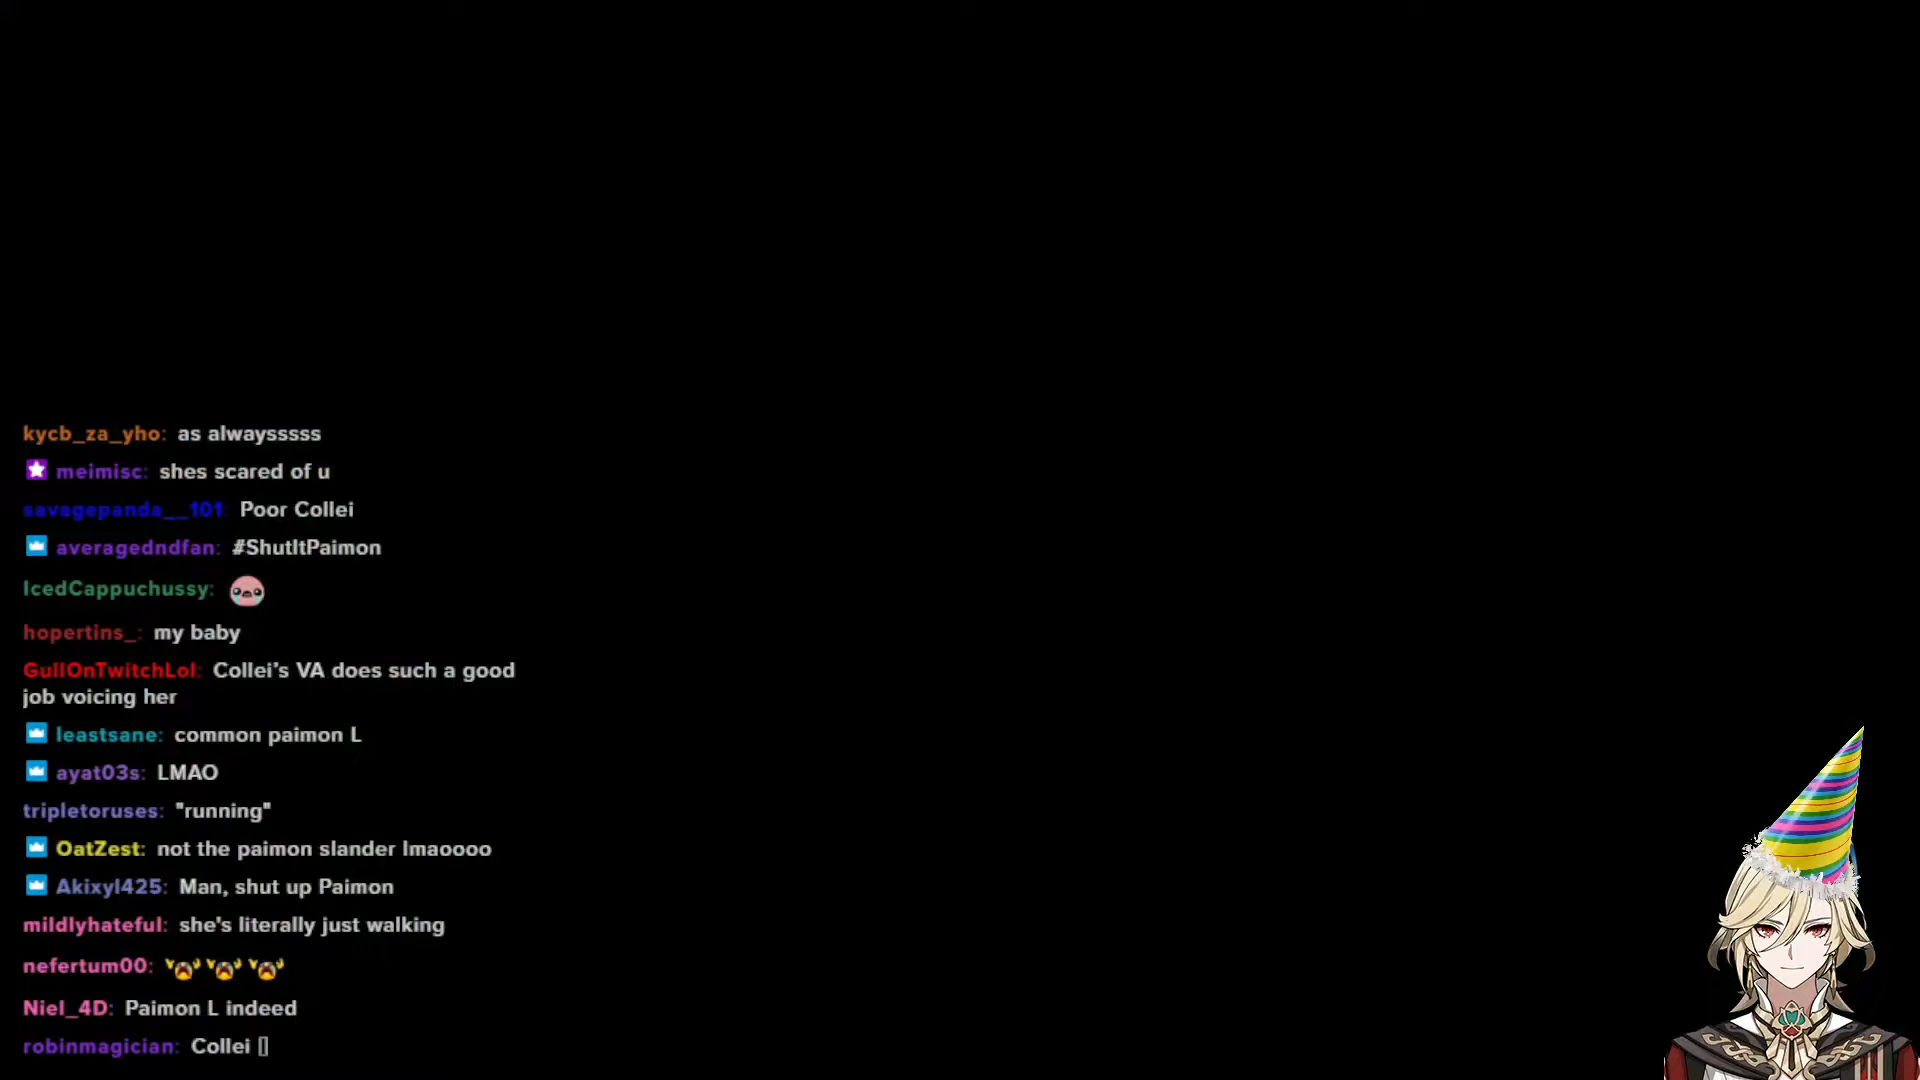 kycb_za_yho: as alwaysssss
meimisc: shes scared of u
savagepanda__101: Poor Collei
averagedndfan: #ShutItPaimon
IcedCappuchussy:
hopertins_: my baby
GullOnTwitchLol: Collei's VA does such a good
job voicing her
leastsane: common paimon L
ayat03s: LMAO
tripletoruses: "running"
OatZest: not the paimon slander lmaoooo
Akixyl425: Man, shut up Paimon
mildlyhateful: she's literally just walking
nefertum00:
Niel_4D: Paimon L indeed
robinmagician: Collei []